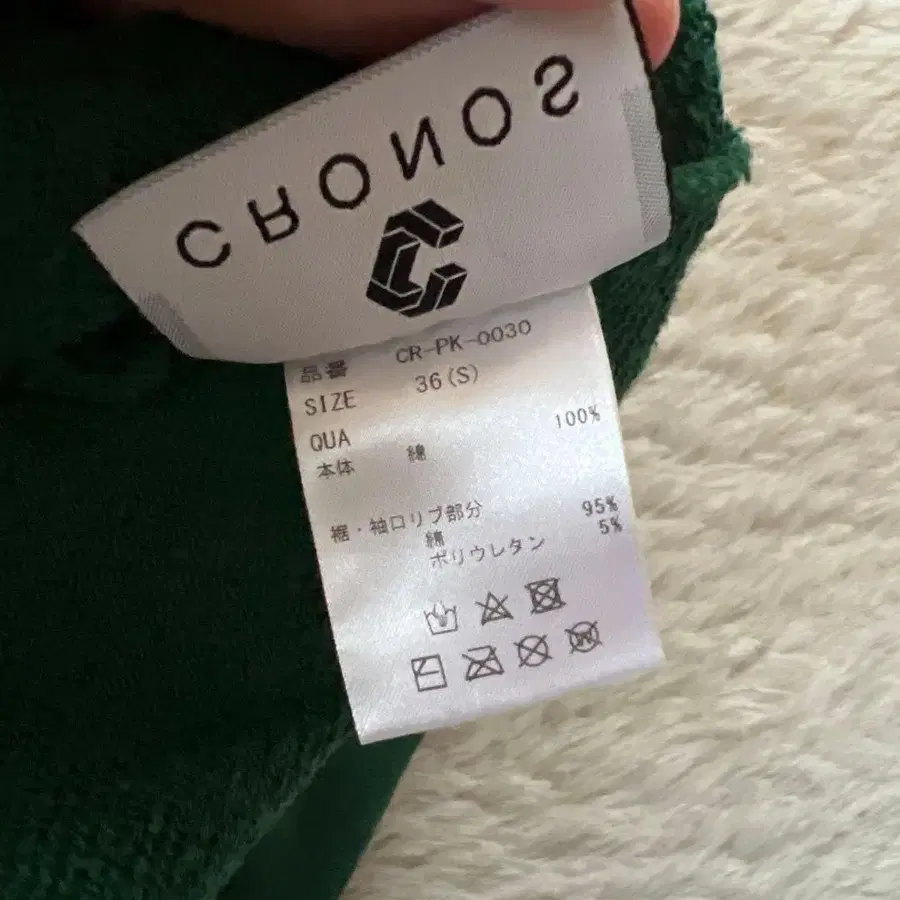 CRONOS
品番 CR-PK-0030
SIZE 36(S)
QUA
本体 綿 100%
裾・袖口リブ部分
綿 95%
ポリウレタン 5%